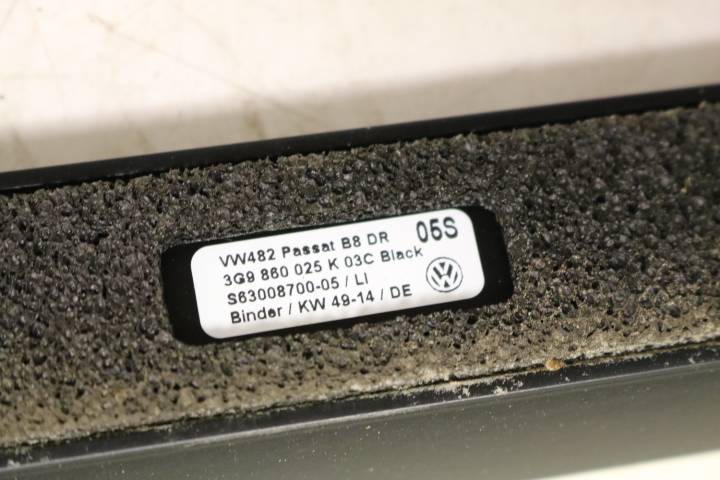 VW482 Passat B8 DR 05S
3G9 860 025 K 03C Black
S63008700-05 / LI
Binder / KW 49-14 / DE